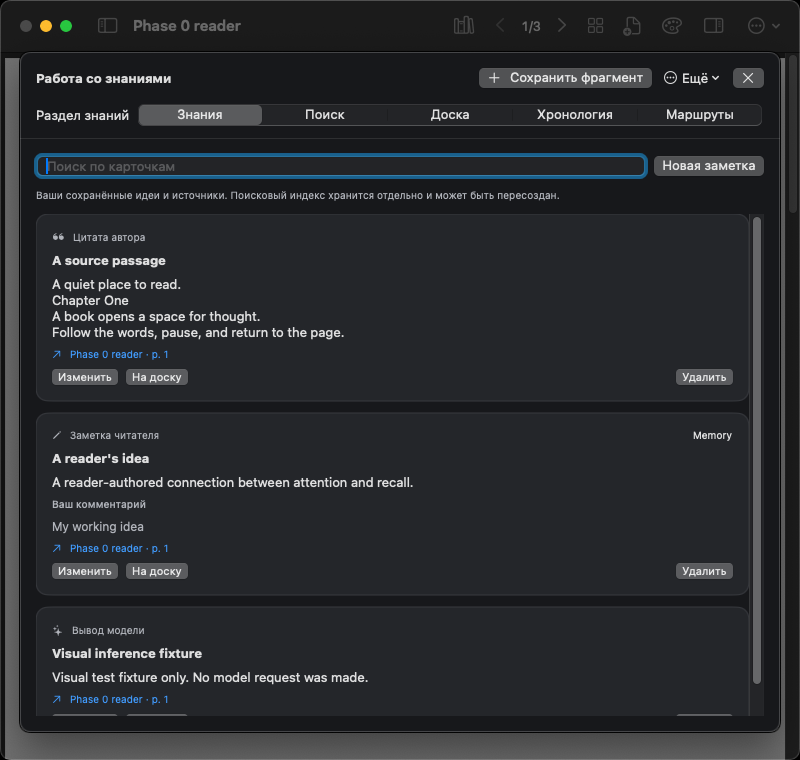 Phase 0 reader
1/3
Работа со знаниями
+ Сохранить фрагмент
Ещё
Раздел знаний
Знания
Поиск
Доска
Хронология
Маршруты
Поиск по карточкам
Новая заметка
Ваши сохранённые идеи и источники. Поисковый индекс хранится отдельно и может быть пересоздан.
Цитата автора
A source passage
A quiet place to read.
Chapter One
A book opens a space for thought.
Follow the words, pause, and return to the page.
Phase 0 reader · p. 1
Изменить
На доску
Удалить
Заметка читателя
Memory
A reader's idea
A reader-authored connection between attention and recall.
Ваш комментарий
My working idea
Phase 0 reader · p. 1
Изменить
На доску
Удалить
Вывод модели
Visual inference fixture
Visual test fixture only. No model request was made.
Phase 0 reader · p. 1